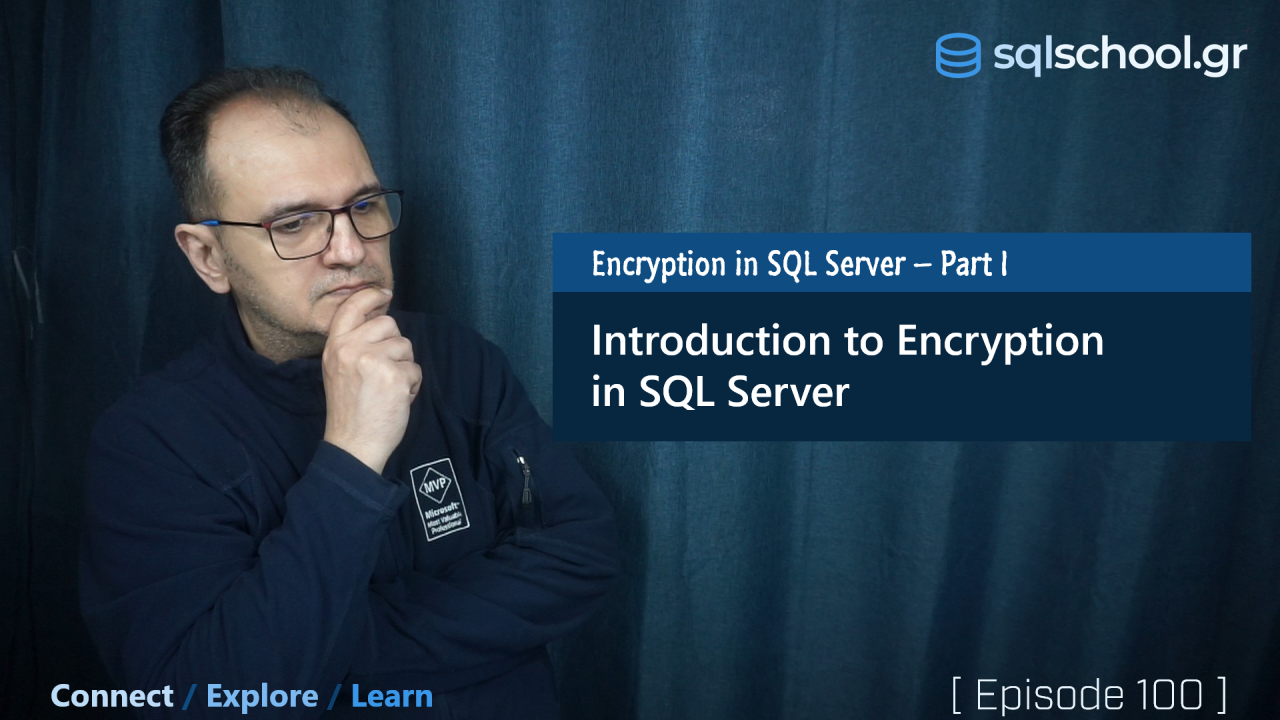 sqlschool.gr
Encryption in SQL Server – Part I
Introduction to Encryption
in SQL Server
MVP
Microsoft
Most Valuable
Professional
Connect / Explore / Learn
[ Episode 100 ]